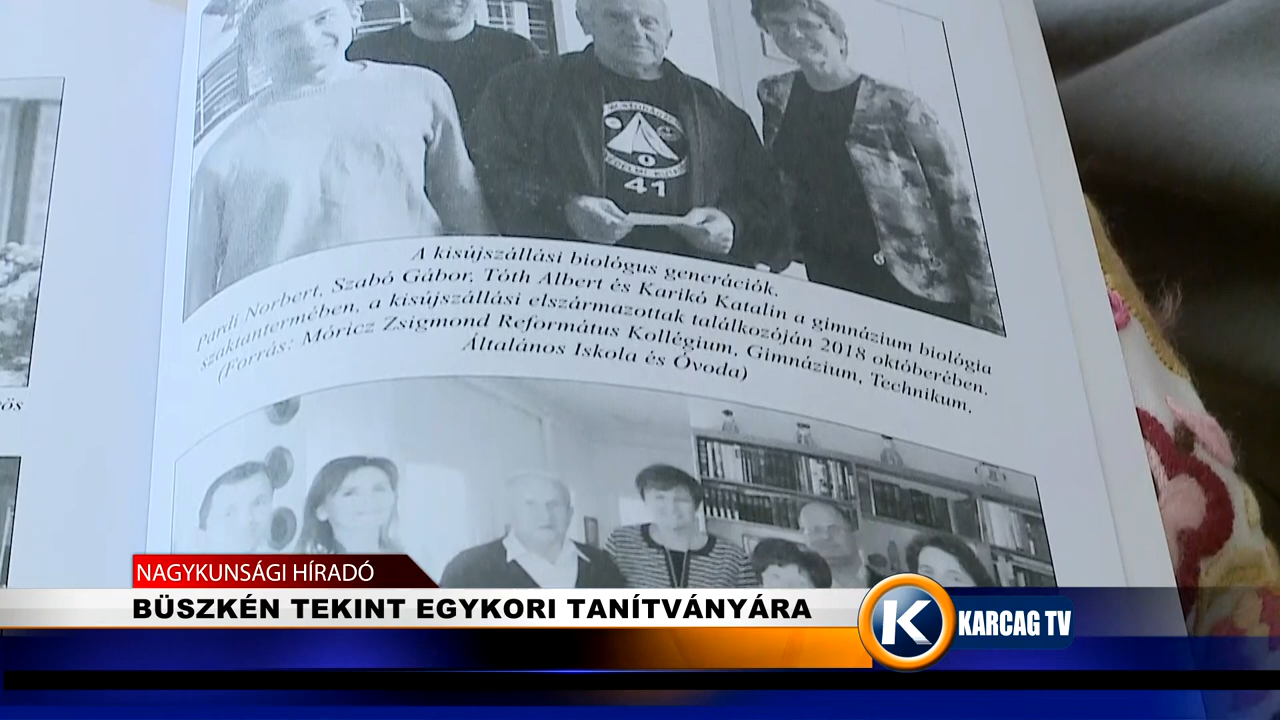 BÚVÁR
41
A kisújszállási biológus generációk.
Pardi Norbert, Szabó Gábor, Tóth Albert és Karikó Katalin a gimnázium biológia
szaktantermében, a kisújszállási elszármazottak találkozóján 2018 októberében.
(Forrás: Móricz Zsigmond Református Kollégium, Gimnázium, Technikum,
Általános Iskola és Óvoda)
ös
NAGYKUNSÁGI HÍRADÓ
BÜSZKÉN TEKINT EGYKORI TANÍTVÁNYÁRA
K KARCAG TV